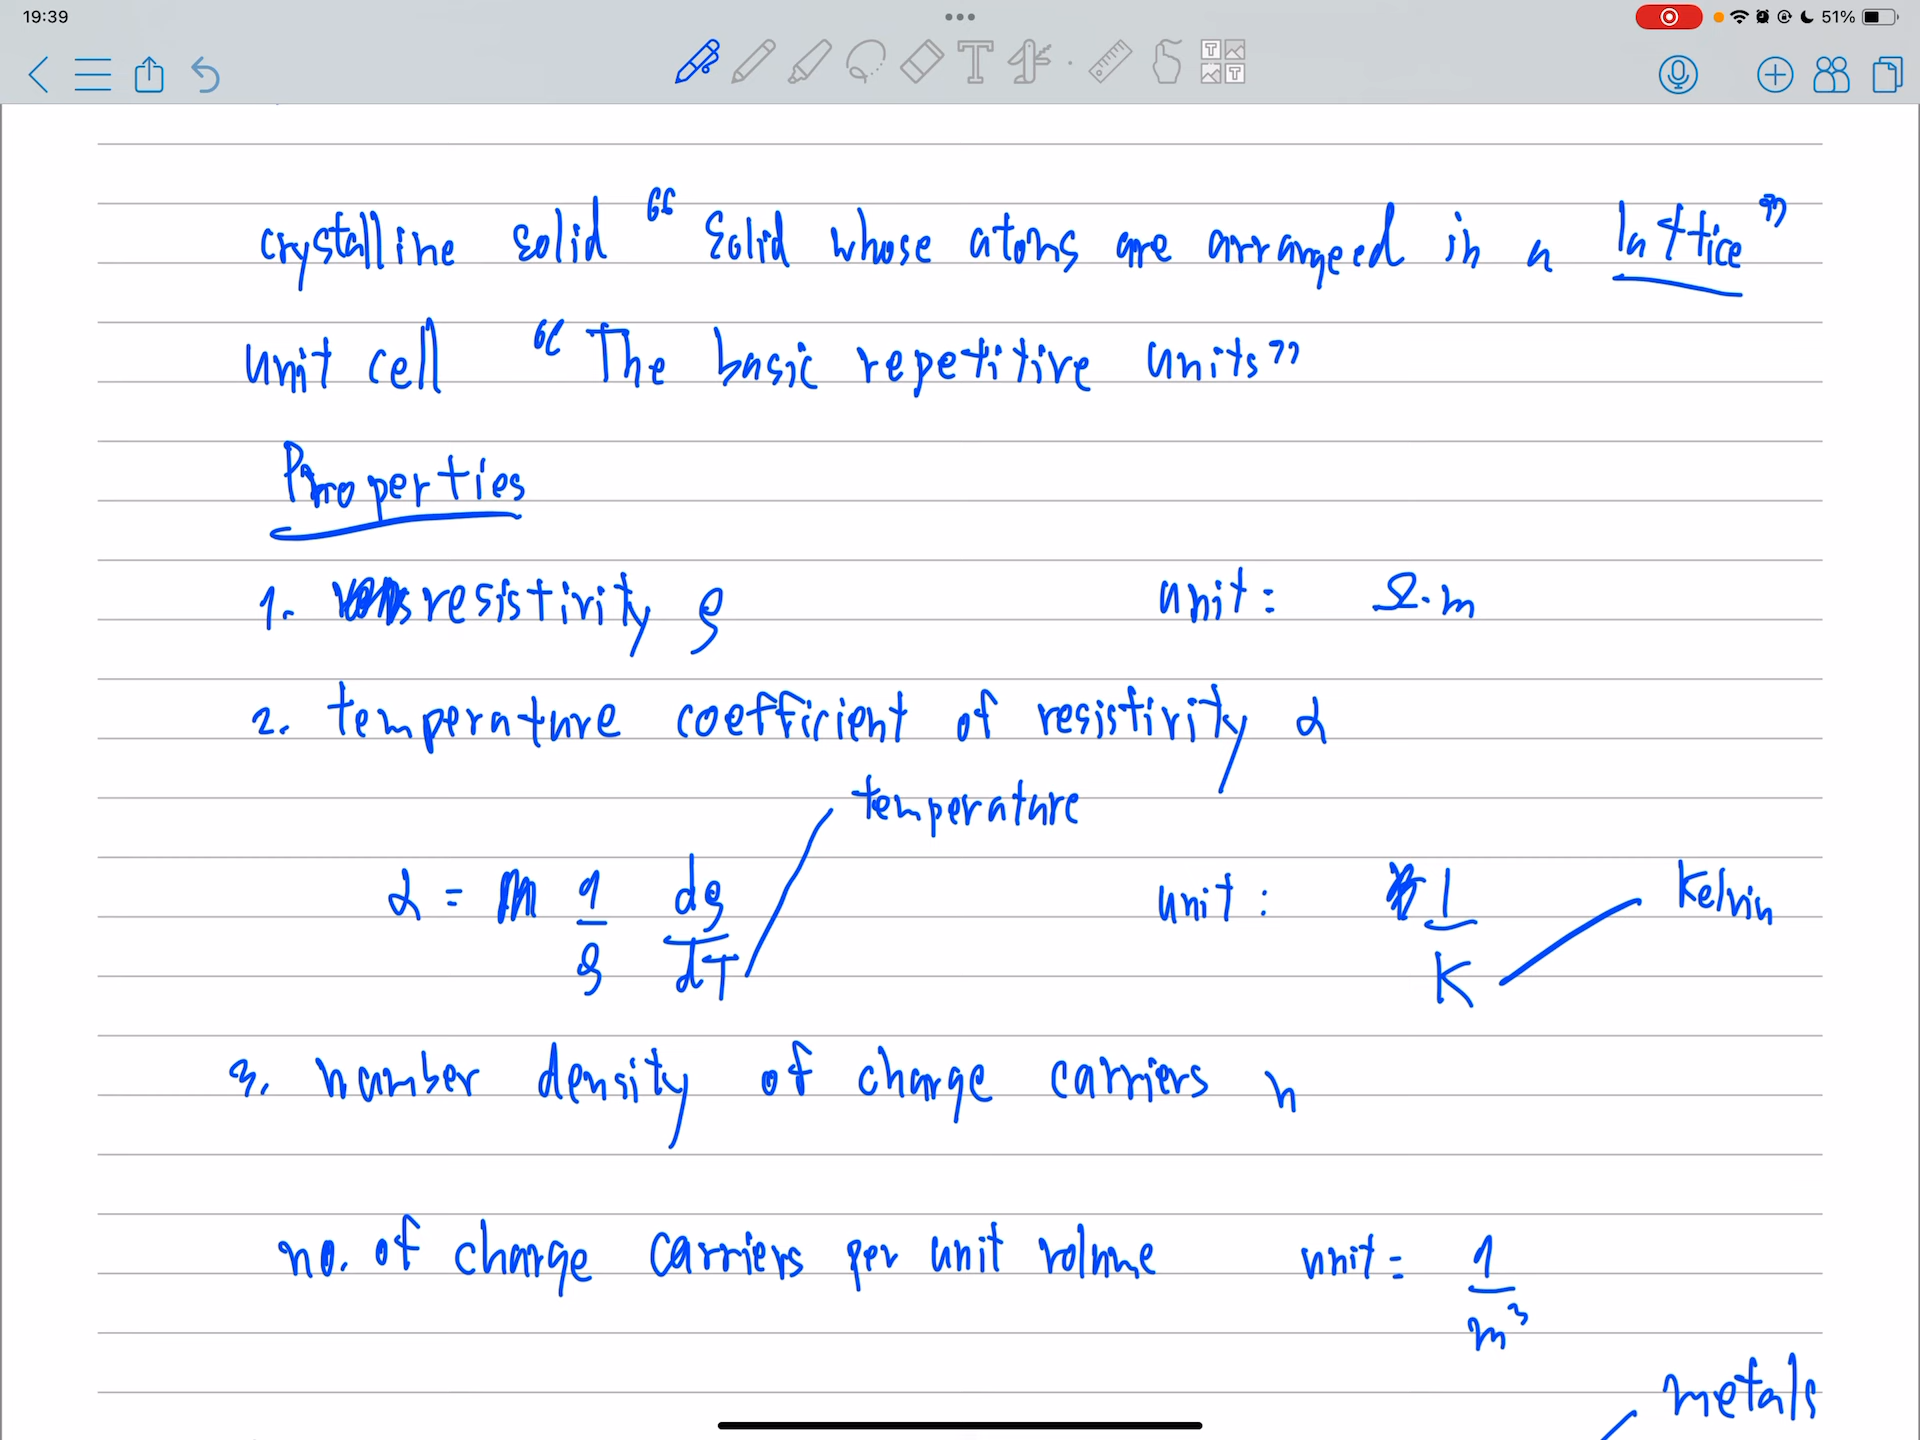 19:39
51%
crystalline solid “ Solid whose atoms are arranged in a lattice ”
unit cell “ The basic repetitive units ”
Properties
1. resistivity ρ unit: Ω·m
2. temperature coefficient of resistivity α
temperature
α = 1/ρ dρ/dT unit: 1/K Kelvin
3. number density of charge carriers n
no. of charge carriers per unit volume unit: 1/m³
metals